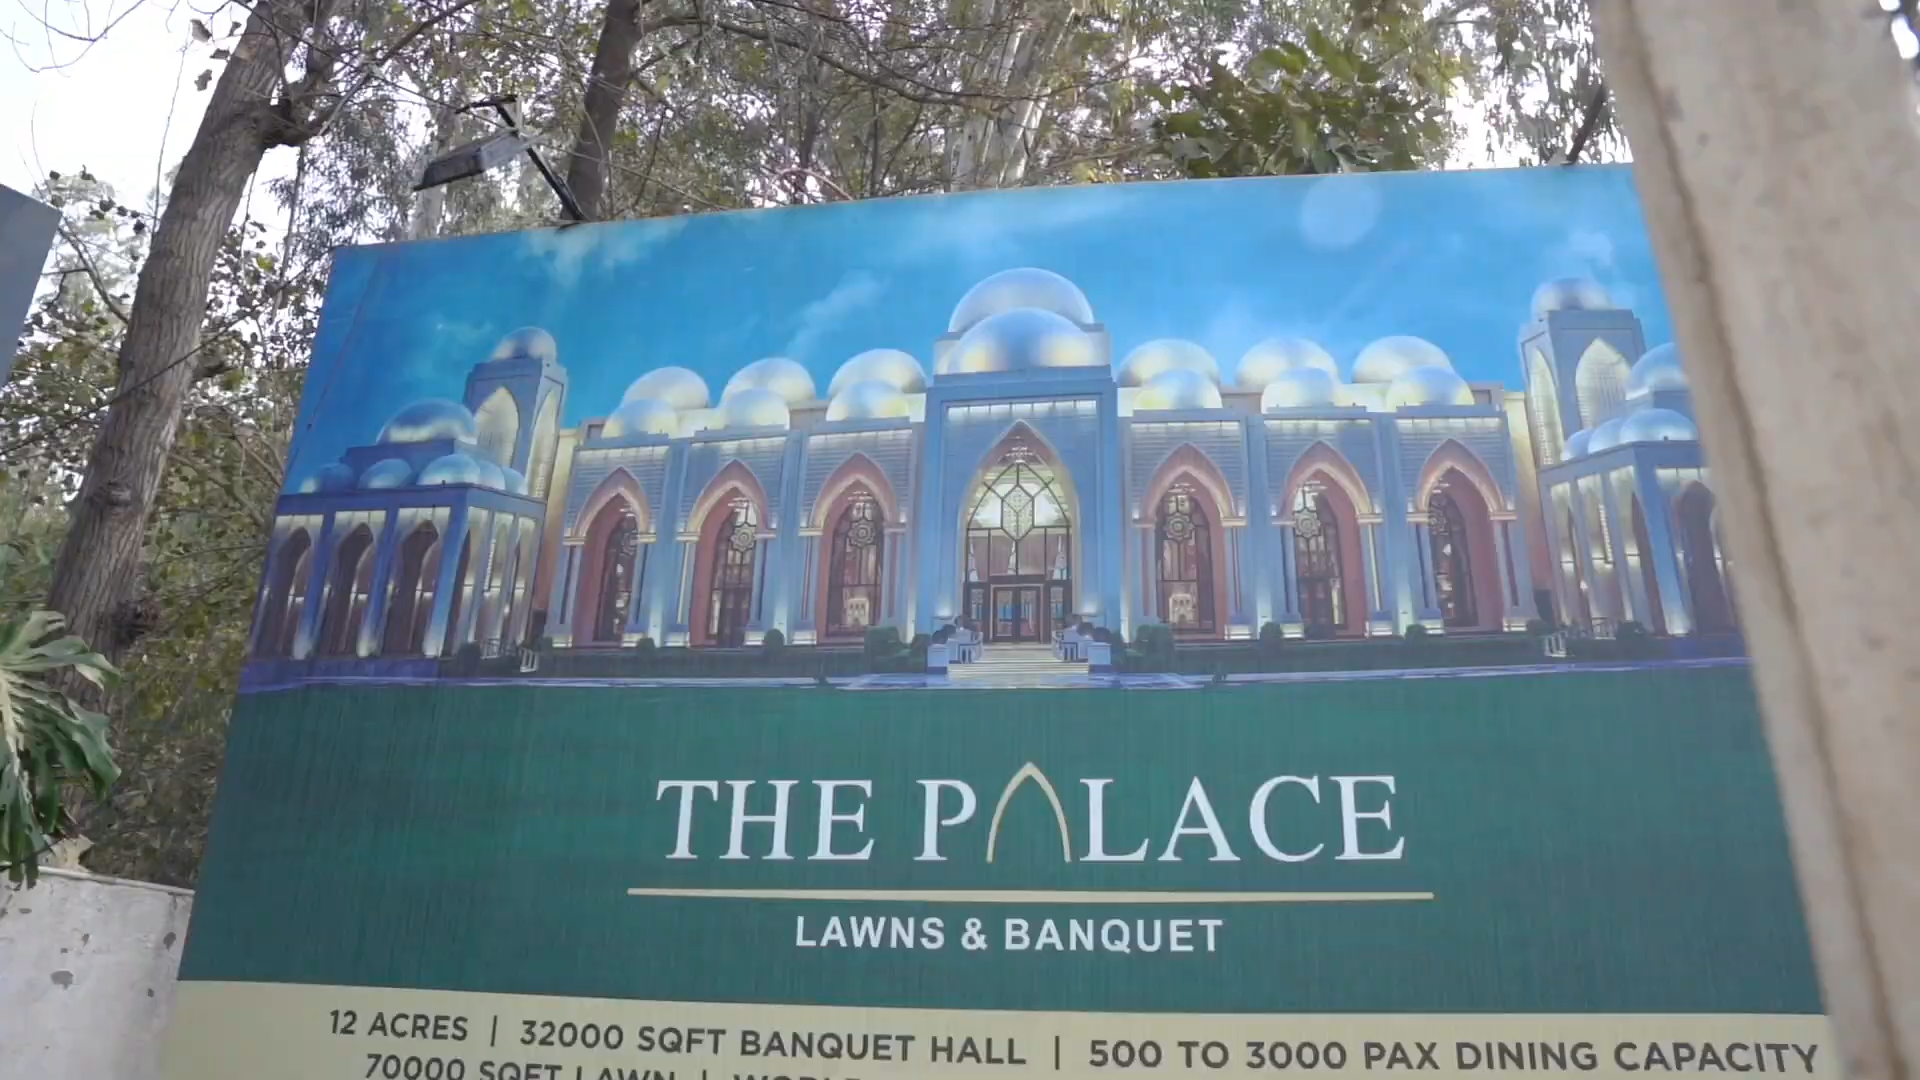 THE PALACE
LAWNS & BANQUET
12 ACRES | 32000 SQFT BANQUET HALL | 500 TO 3000 PAX DINING CAPACITY
70000 SQFT LAWN |